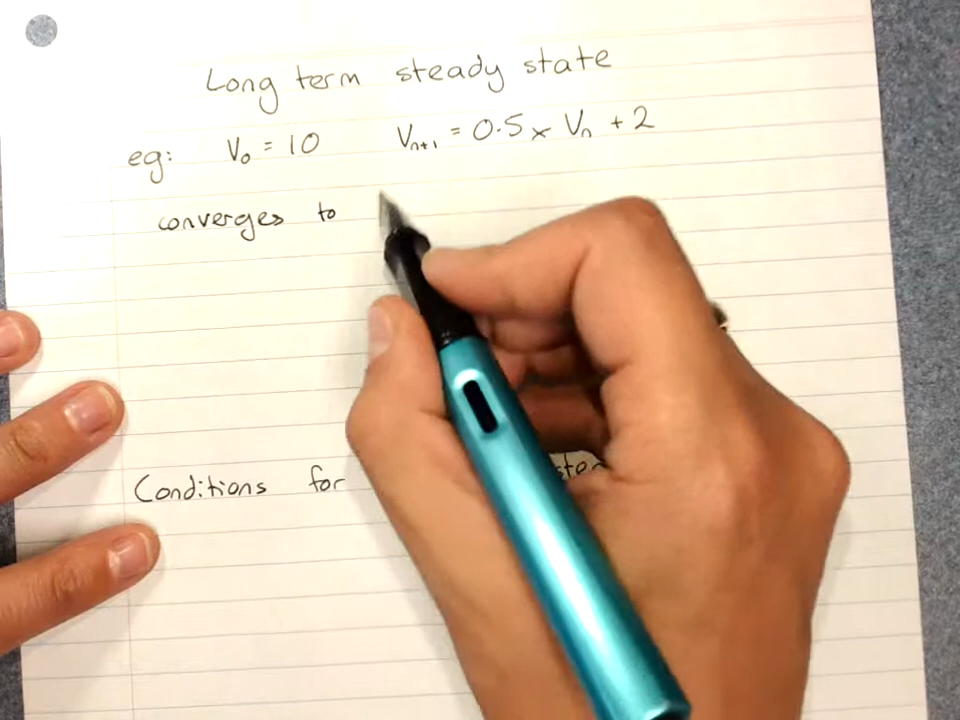 Long term steady state
eg: V₀ = 10 Vₙ₊₁ = 0.5 × Vₙ + 2
converges to
Conditions for